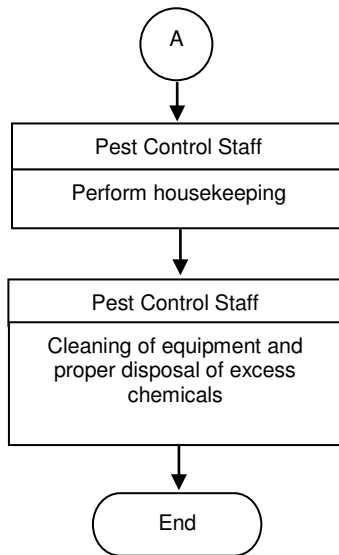 A
Pest Control Staff
Perform housekeeping
Pest Control Staff
Cleaning of equipment and
proper disposal of excess
chemicals
End